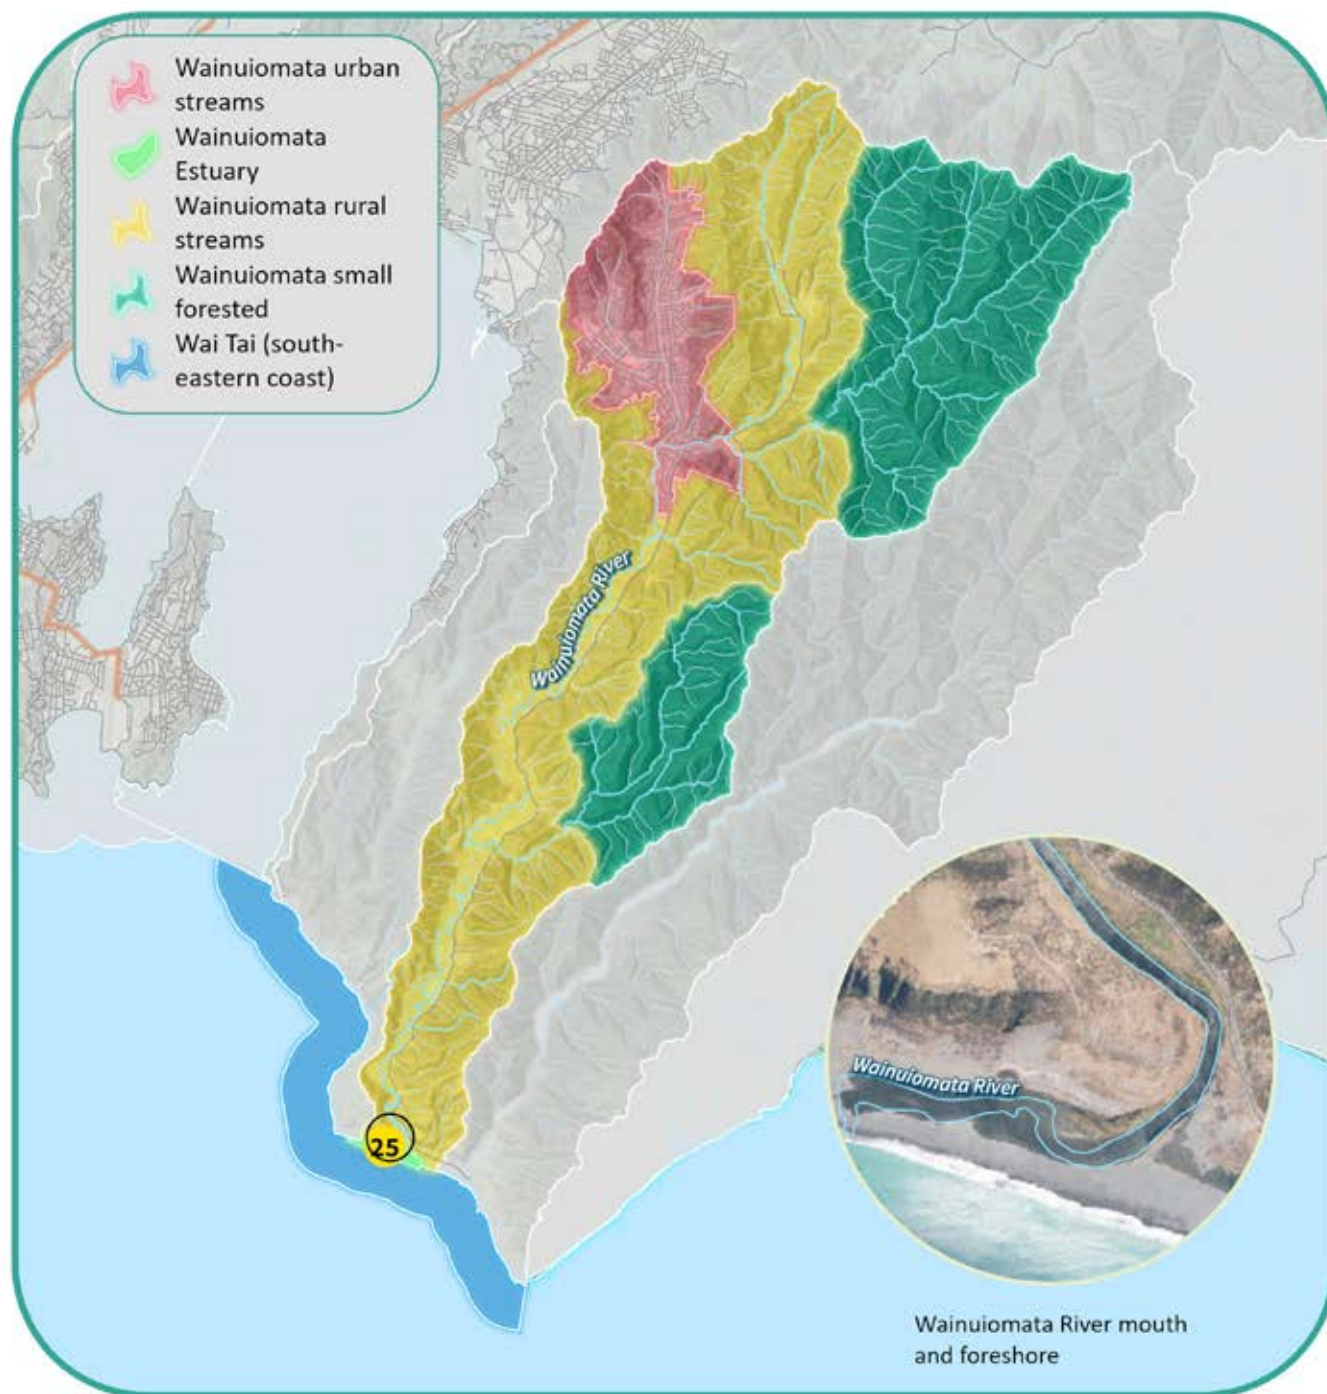 Wainuiomata urban
streams
Wainuiomata
Estuary
Wainuiomata rural
streams
Wainuiomata small
forested
Wai Tai (south-
eastern coast)
Wainuiomata River
25
Wainuiomata River
Wainuiomata River mouth
and foreshore